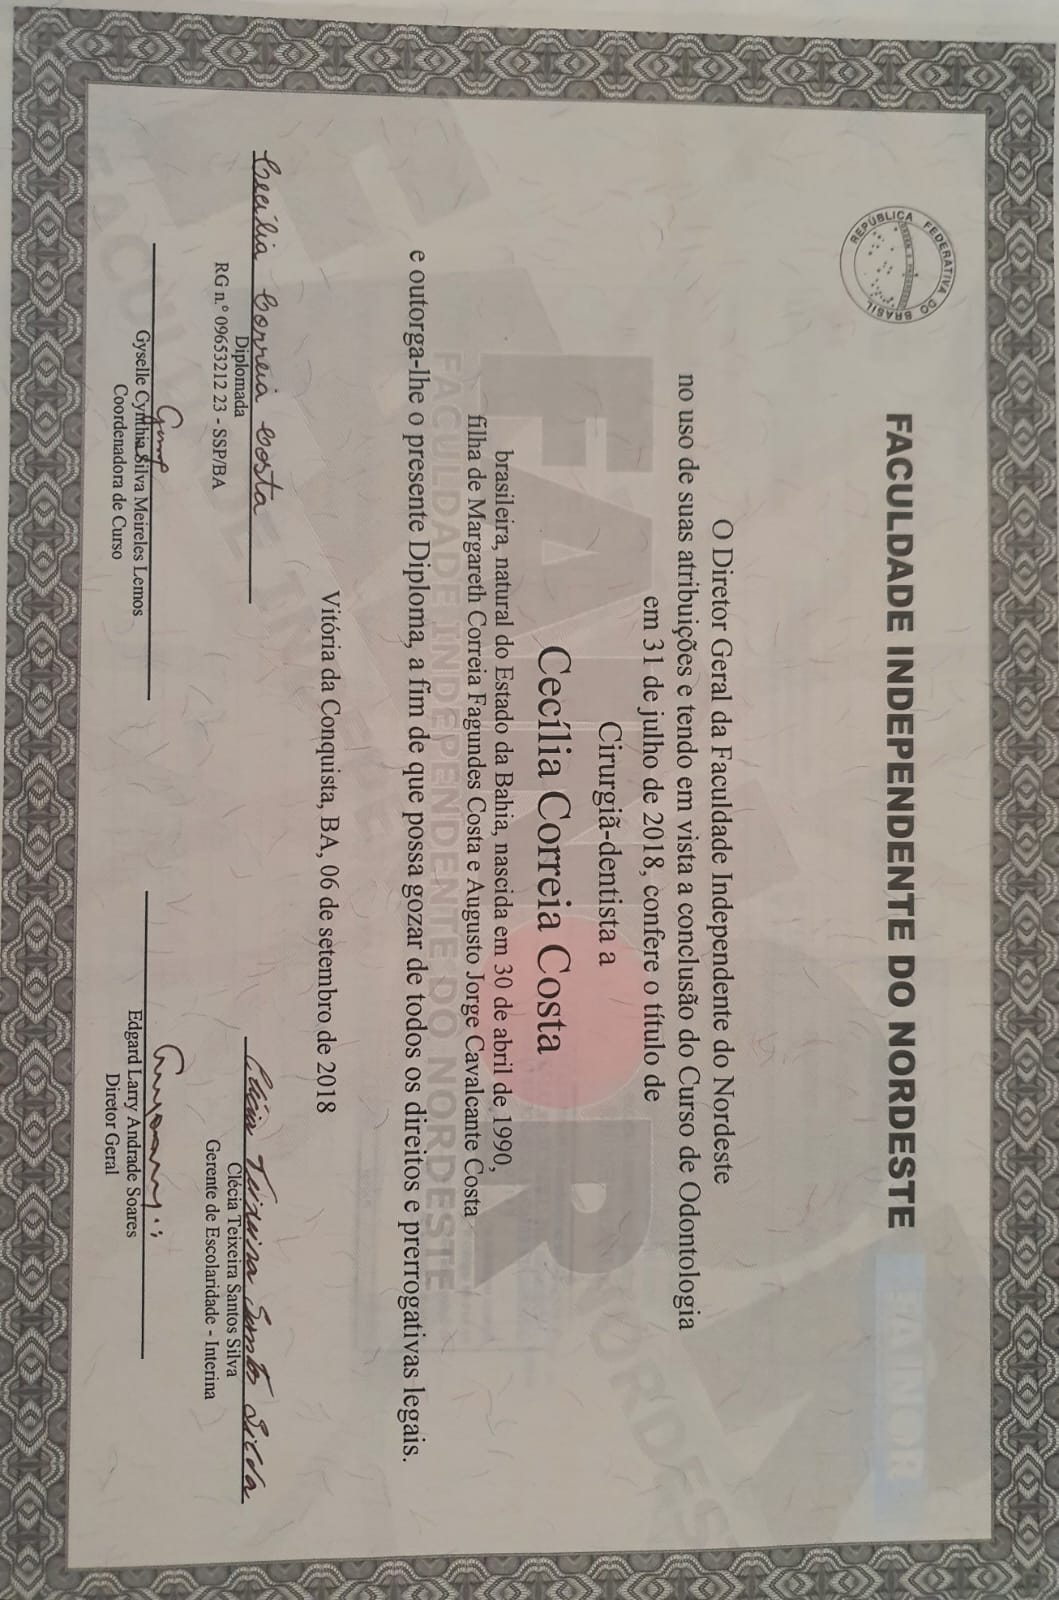 REPÚBLICA FEDERATIVA DO BRASIL
FACULDADE INDEPENDENTE DO NORDESTE
FAINOR
O Diretor Geral da Faculdade Independente do Nordeste
no uso de suas atribuições e tendo em vista a conclusão do Curso de Odontologia
em 31 de julho de 2018, confere o título de
Cirurgiã-dentista a
Cecília Correia Costa
brasileira, natural do Estado da Bahia, nascida em 30 de abril de 1990,
filha de Margareth Correia Fagundes Costa e Augusto Jorge Cavalcante Costa
FACULDADE INDEPENDENTE DO NORDESTE
e outorga-lhe o presente Diploma, a fim de que possa gozar de todos os direitos e prerrogativas legais.
Vitória da Conquista, BA, 06 de setembro de 2018
Cecília Correia Costa
Diplomada
RG n.º 09653212 23 - SSP/BA
Clécia Teixeira Santos Silva
Clécia Teixeira Santos Silva
Gerente de Escolaridade - Interina
Gyselle Cynthia Silva Meireles Lemos
Coordenadora de Curso
Edgard Larry Andrade Soares
Diretor Geral